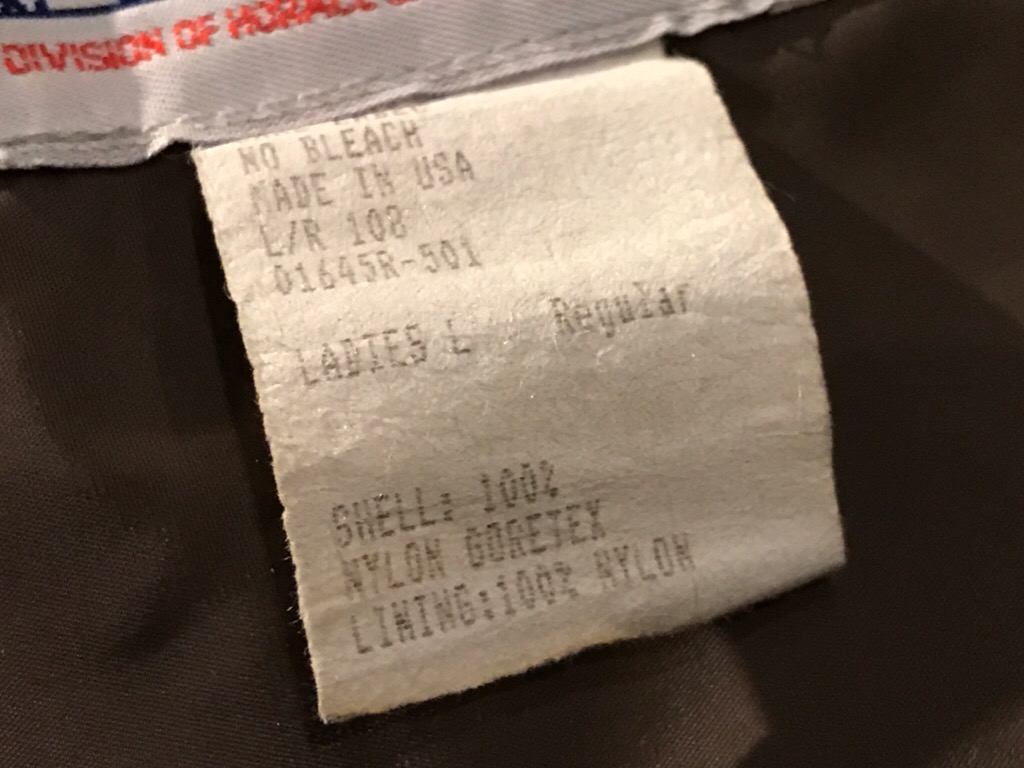 DIVISION OF HORACE
NO BLEACH
MADE IN USA
L/R 108
01645R-501
LADIES L Regular
SHELL: 100%
NYLON GORETEX
LINING:100% NYLON